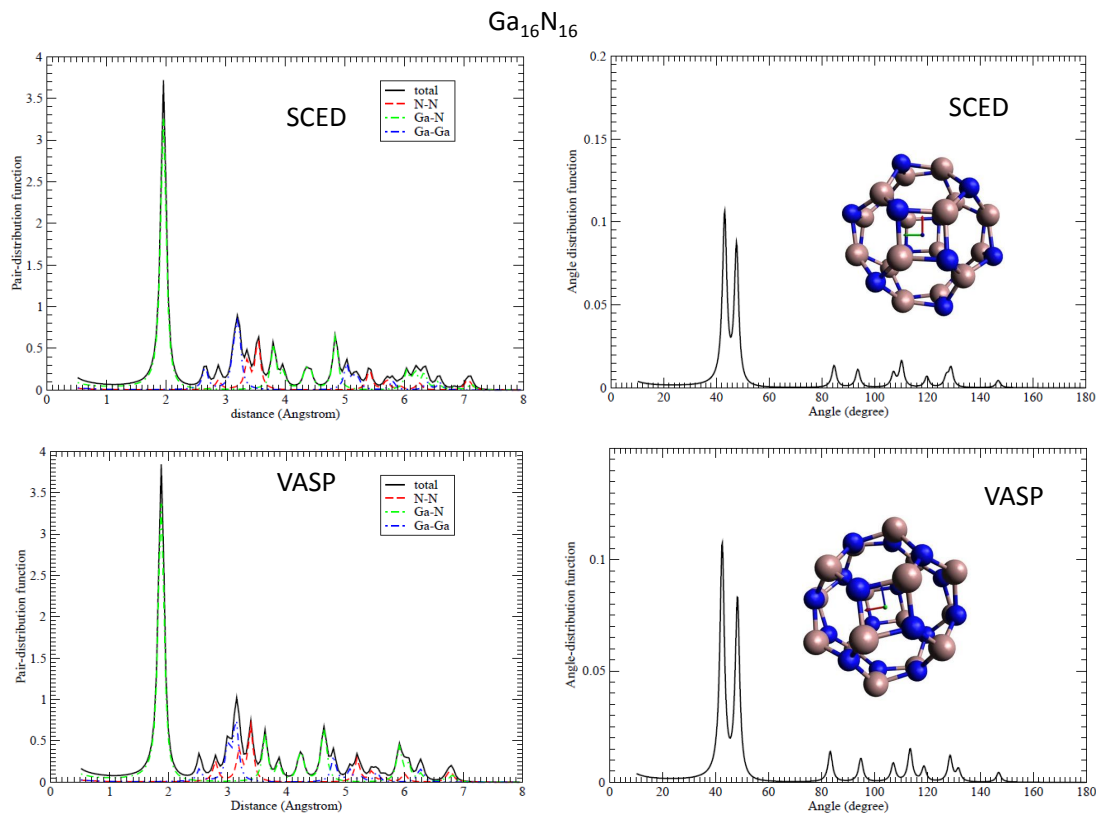 Ga16N16
SCED
total
N-N
Ga-N
Ga-Ga
Pair-distribution function
0
0.5
1
1.5
2
2.5
3
3.5
4
0 1 2 3 4 5 6 7 8
distance (Angstrom)
SCED
Angle distribution function
0
0.05
0.1
0.15
0.2
0 20 40 60 80 100 120 140 160 180
Angle (degree)
VASP
total
N-N
Ga-N
Ga-Ga
Pair-distribution function
0
0.5
1
1.5
2
2.5
3
3.5
4
0 1 2 3 4 5 6 7 8
Distance (Angstrom)
VASP
Angle-distribution function
0
0.05
0.1
0 20 40 60 80 100 120 140 160 180
Angle (degree)